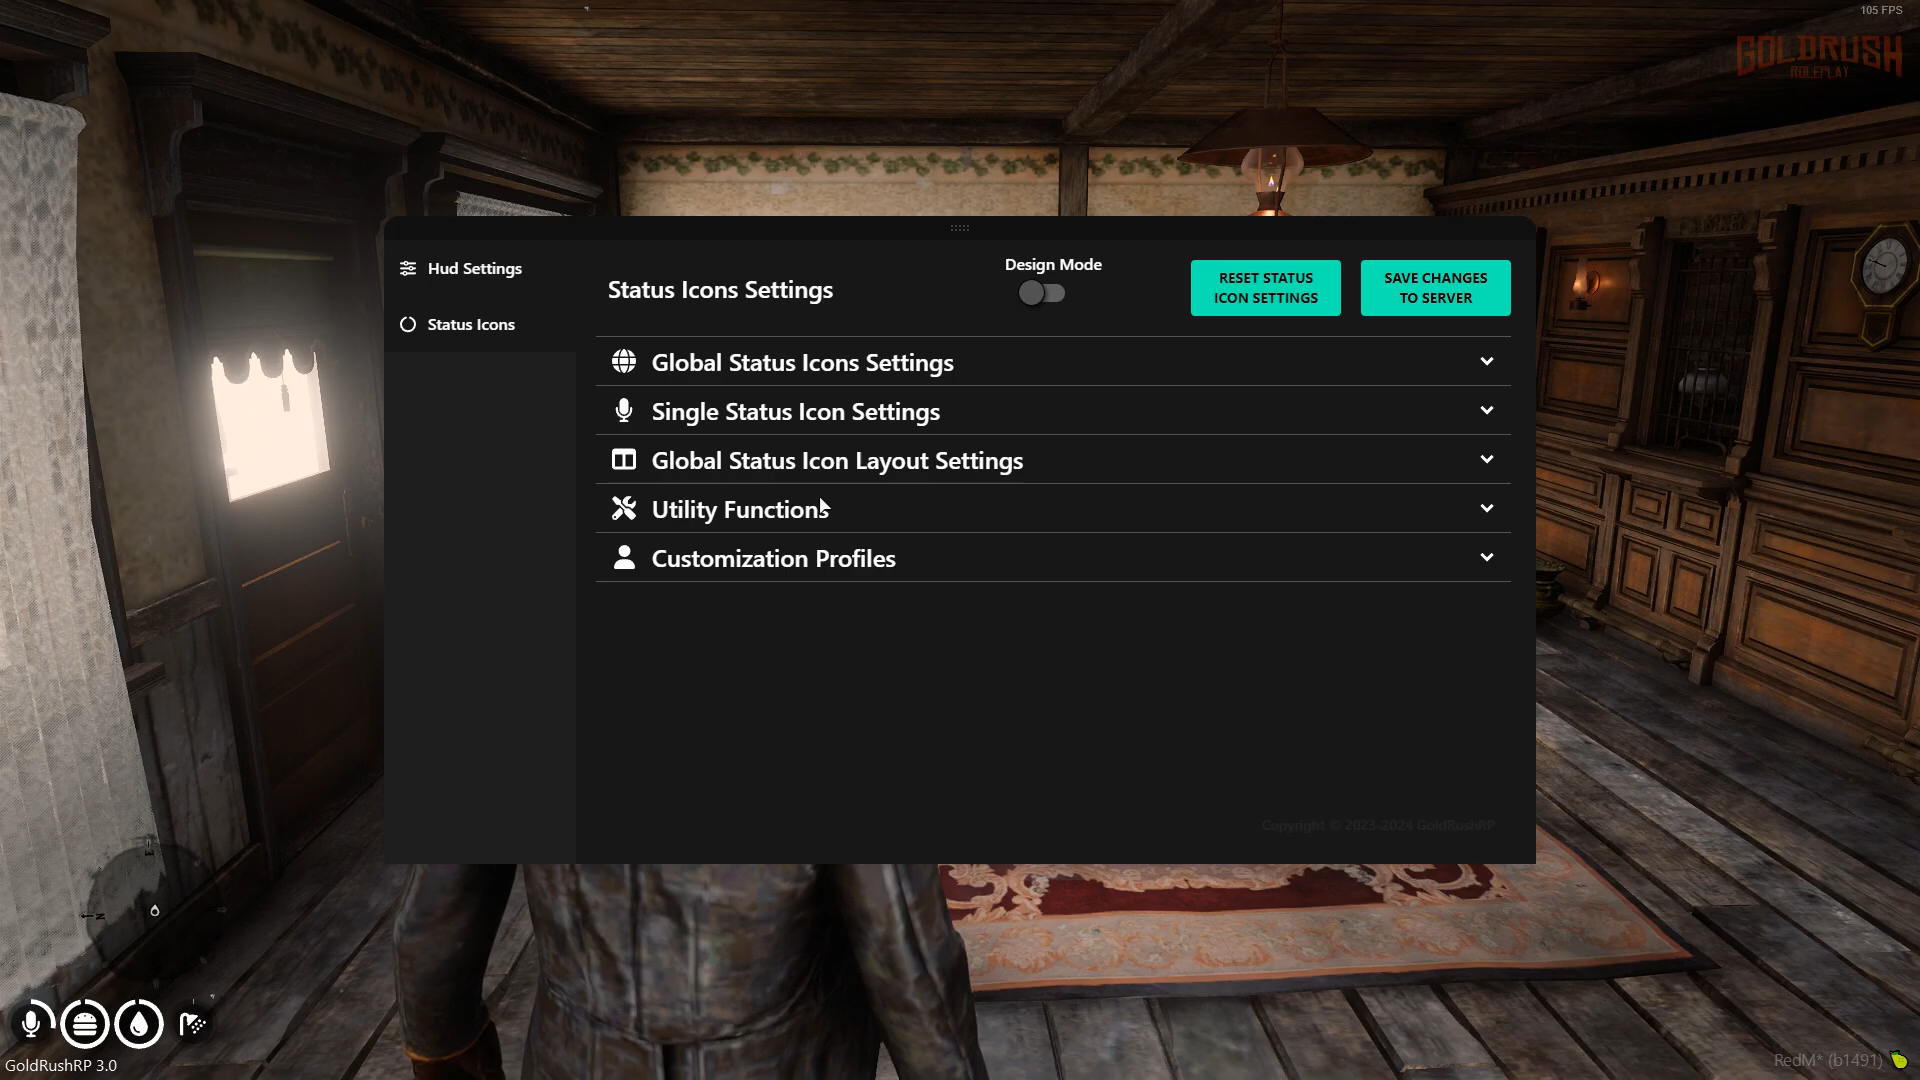 105 FPS
GOLDRUSH
ROLEPLAY
Hud Settings
Status Icons
Status Icons Settings
Design Mode
RESET STATUS
ICON SETTINGS
SAVE CHANGES
TO SERVER
Global Status Icons Settings
Single Status Icon Settings
Global Status Icon Layout Settings
Utility Functions
Customization Profiles
Copyright © 2023-2024 GoldRushRP
E
N
GoldRushRP 3.0
RedM* (b1491)